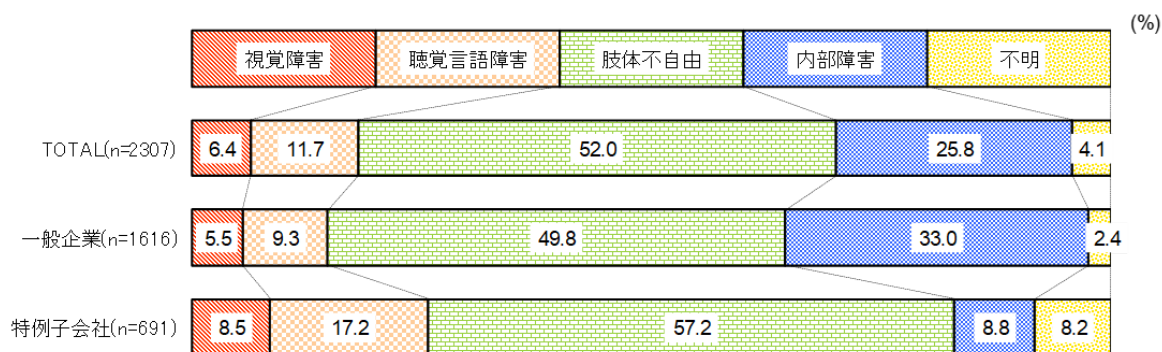 (%)
視覚障害 聴覚言語障害 肢体不自由 内部障害 不明
TOTAL(n=2307) 6.4 11.7 52.0 25.8 4.1
一般企業(n=1616) 5.5 9.3 49.8 33.0 2.4
特例子会社(n=691) 8.5 17.2 57.2 8.8 8.2